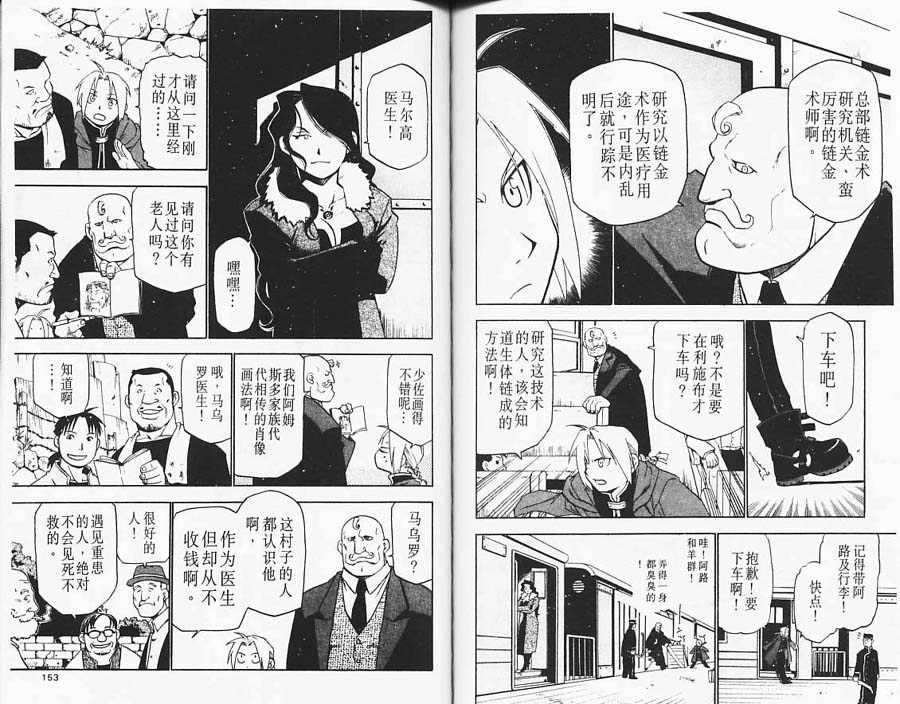 总部链金术
研究机关、蛮
厉害的链金
术师啊。
研究以链金
术作为医疗用
途，可是内乱
后就行踪不
明了。
下车吧！
哦？不是要
在利施布才
下车吗？
研究这技术
的人，该会知
道生体链成的
方法啊！
记得带阿
路及行李！
快点！
抱歉！要
下车啊！
哇！阿路
和羊群！
弄得一身
都臭臭的
！
马尔高
医生！
嘿嘿…
请问一下刚
才从这里经
过的……
请问你有
见过这个
老人吗？
少佐画得
不错呢…
我们阿姆
斯多家族代
代相传的肖像
画法啊！
哦，马乌
罗医生！
知道啊
…！
马乌罗？
这村子的人
都认识他
啊，
作为医生
但却从不
收钱啊。
很好的
人！
遇见重患
的人，绝对
不会见死不
救的。
153